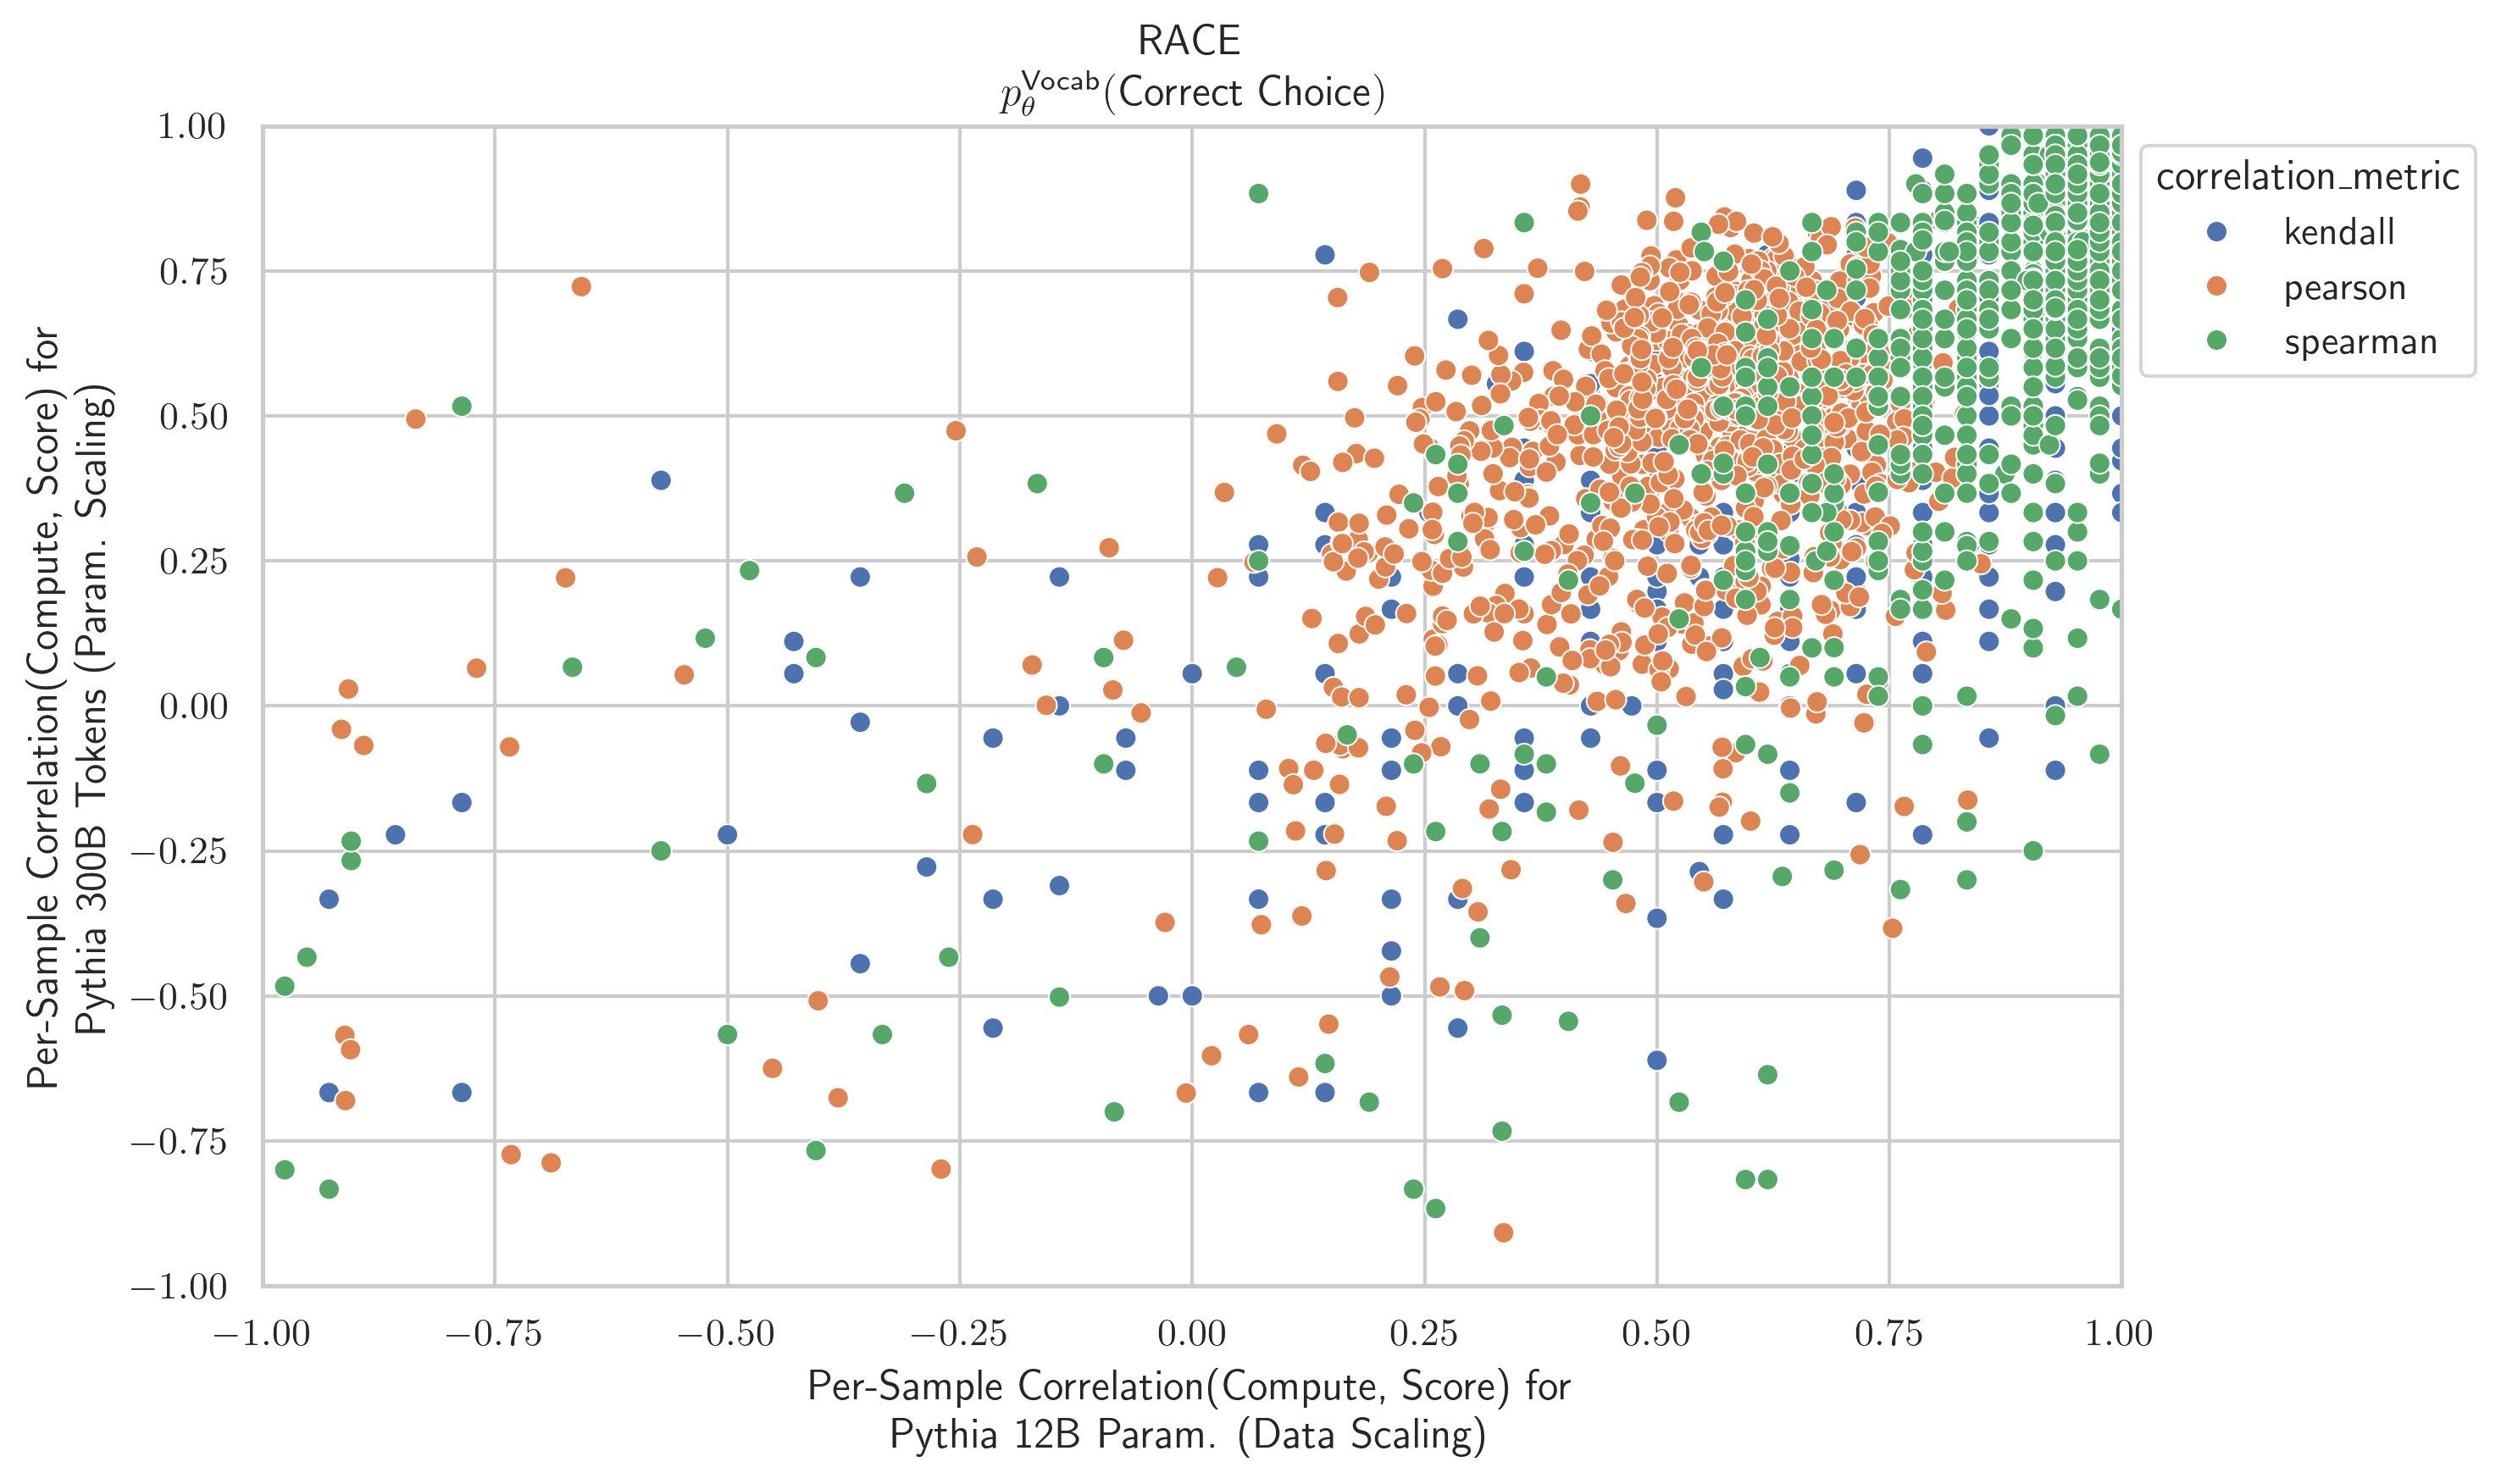 RACE
p_θ^Vocab(Correct Choice)
Per-Sample Correlation(Compute, Score) for
Pythia 300B Tokens (Param. Scaling)
1.00
0.75
0.50
0.25
0.00
−0.25
−0.50
−0.75
−1.00
−1.00 −0.75 −0.50 −0.25 0.00 0.25 0.50 0.75 1.00
Per-Sample Correlation(Compute, Score) for
Pythia 12B Param. (Data Scaling)
correlation_metric
kendall
pearson
spearman